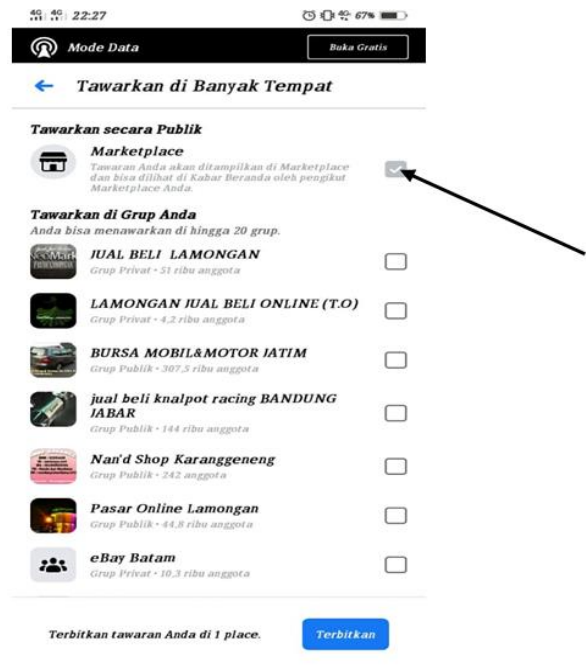 4G 4G 22:27 4G 67%
Mode Data Buka Gratis
Tawarkan di Banyak Tempat
Tawarkan secara Publik
Marketplace
Tawaran Anda akan ditampilkan di Marketplace
dan bisa dilihat di Kabar Beranda oleh pengikut
Marketplace Anda.
Tawarkan di Grup Anda
Anda bisa menawarkan di hingga 20 grup.
JUAL BELI LAMONGAN
Grup Privat • 51 ribu anggota
LAMONGAN JUAL BELI ONLINE (T.O)
Grup Privat • 4,2 ribu anggota
BURSA MOBIL&MOTOR JATIM
Grup Publik • 307,5 ribu anggota
jual beli knalpot racing BANDUNG
JABAR
Grup Publik • 144 ribu anggota
Nan'd Shop Karanggeneng
Grup Publik • 242 anggota
Pasar Online Lamongan
Grup Publik • 44,8 ribu anggota
eBay Batam
Grup Privat • 10,3 ribu anggota
Terbitkan tawaran Anda di 1 place. Terbitkan